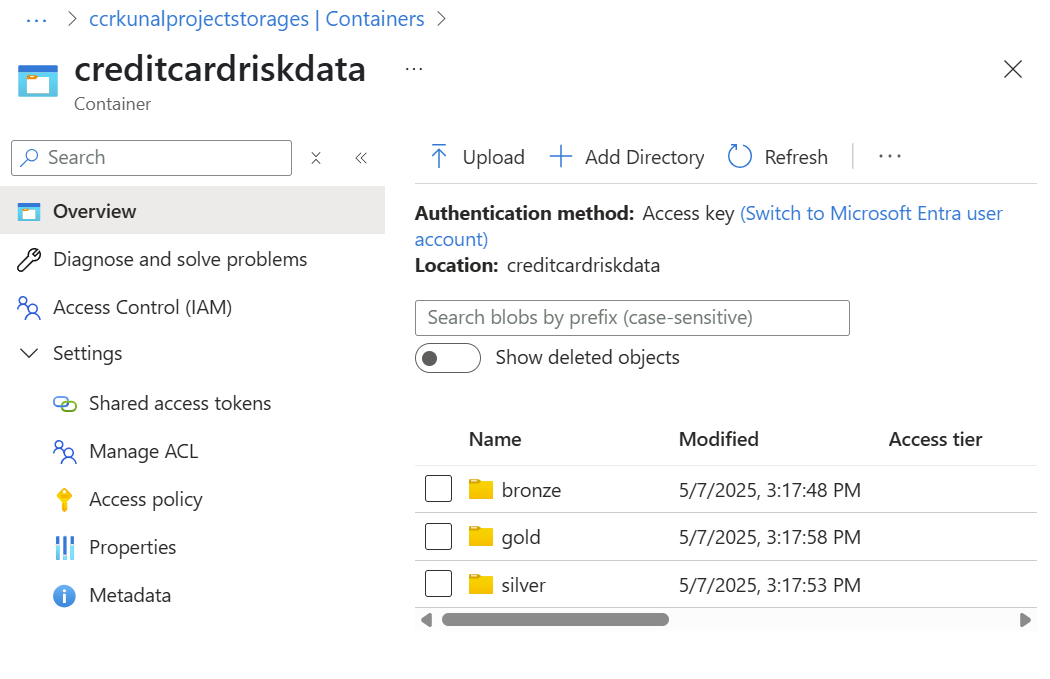 ... > ccrkunalprojectstorages | Containers >
creditcardriskdata ...
Container
Search
Overview
Diagnose and solve problems
Access Control (IAM)
Settings
Shared access tokens
Manage ACL
Access policy
Properties
Metadata
Upload Add Directory Refresh ...
Authentication method: Access key (Switch to Microsoft Entra user
account)
Location: creditcardriskdata
Search blobs by prefix (case-sensitive)
Show deleted objects
Name Modified Access tier
bronze 5/7/2025, 3:17:48 PM
gold 5/7/2025, 3:17:58 PM
silver 5/7/2025, 3:17:53 PM